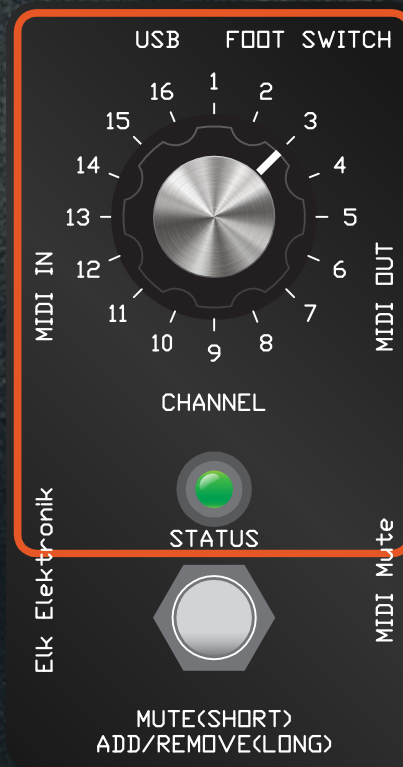 USB FOOT SWITCH
1
2
3
4
5
6
7
8
9
10
11
12
13
14
15
16
MIDI IN
MIDI OUT
CHANNEL
STATUS
Elk Elektronik
MIDI Mute
MUTE(SHORT)
ADD/REMOVE(LONG)